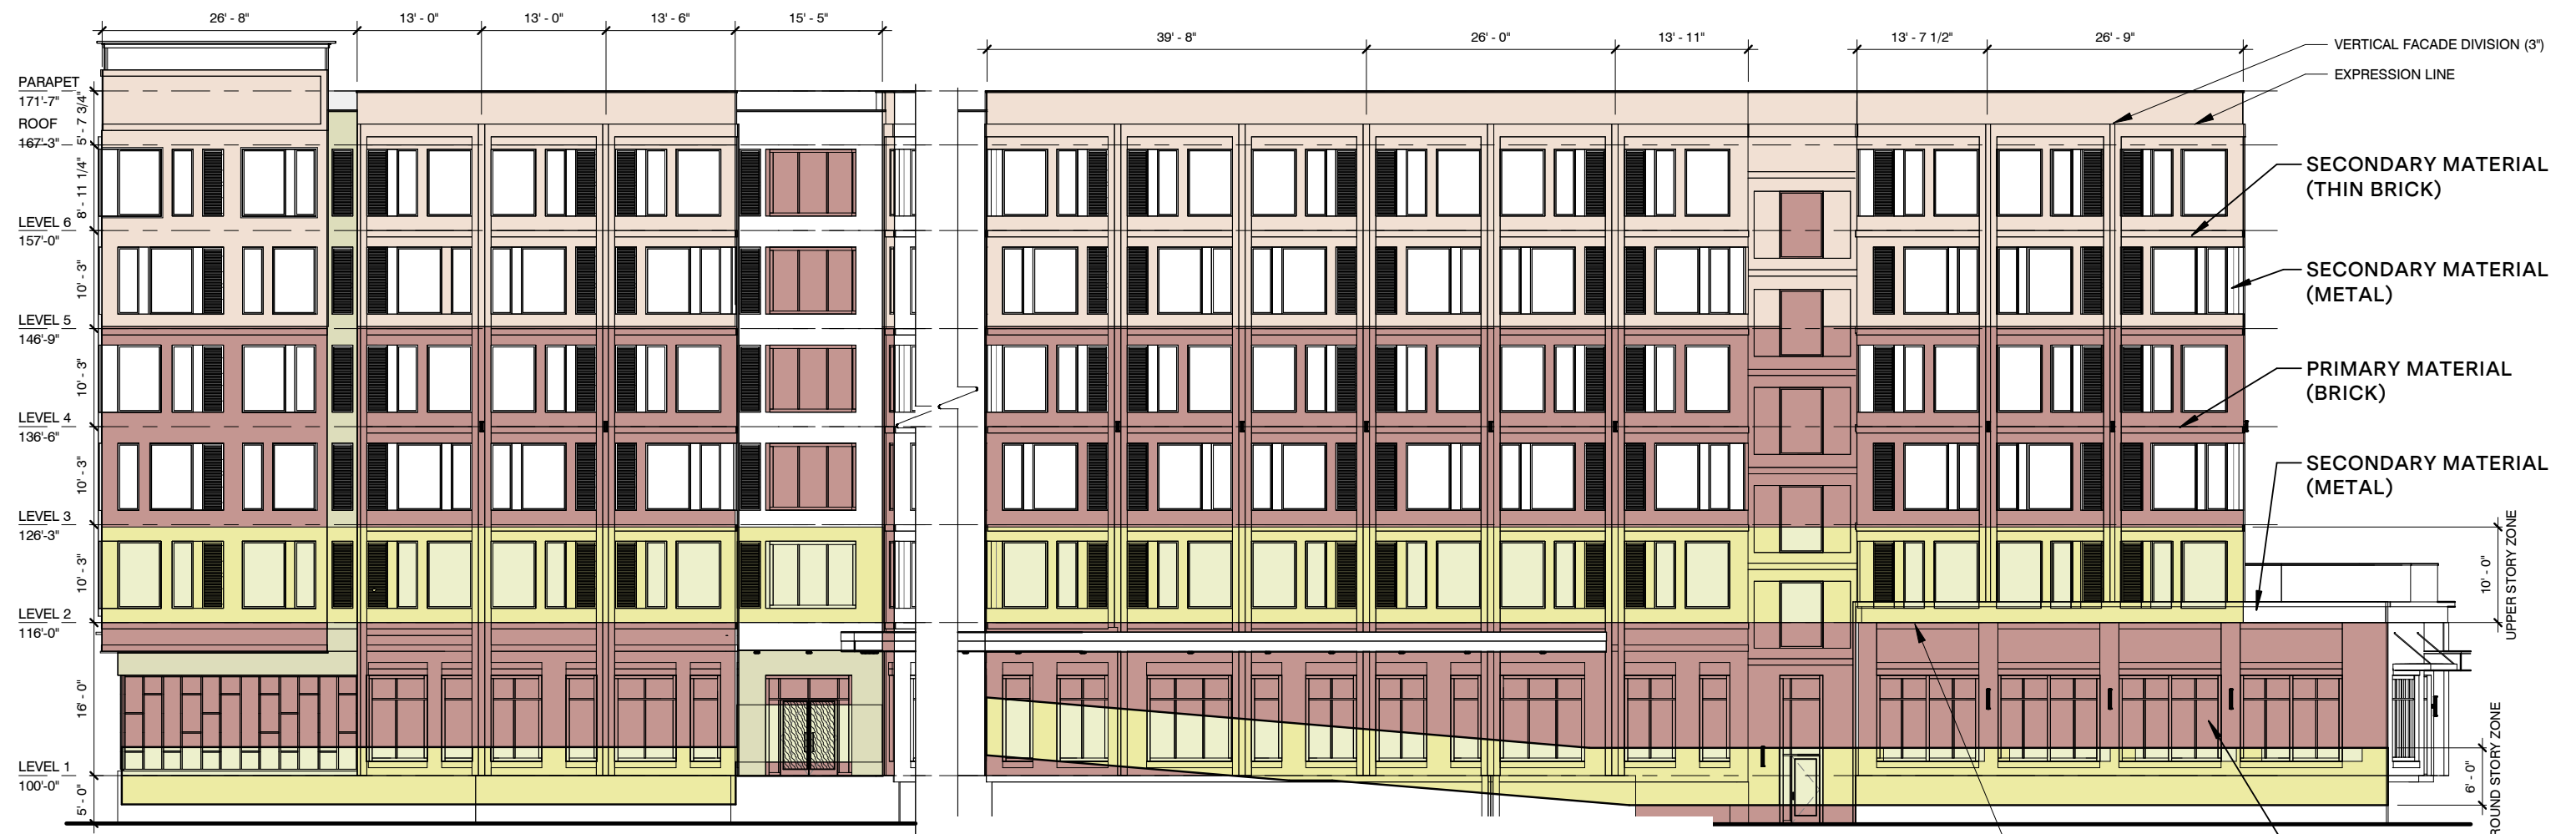 26' - 8"
13' - 0"
13' - 0"
13' - 6"
15' - 5"
39' - 8"
26' - 0"
13' - 11"
13' - 7 1/2"
26' - 9"
VERTICAL FACADE DIVISION (3")
EXPRESSION LINE
PARAPET
171'-7"
5' - 7 3/4"
ROOF
167'-3"
8' - 11 1/4"
SECONDARY MATERIAL
(THIN BRICK)
LEVEL 6
157'-0"
10' - 3"
SECONDARY MATERIAL
(METAL)
LEVEL 5
146'-9"
10' - 3"
PRIMARY MATERIAL
(BRICK)
LEVEL 4
136'-6"
10' - 3"
SECONDARY MATERIAL
(METAL)
LEVEL 3
126'-3"
10' - 3"
10' - 0"
UPPER STORY ZONE
LEVEL 2
116'-0"
16' - 0"
LEVEL 1
100'-0"
5' - 0"
6' - 0"
ROUND STORY ZONE